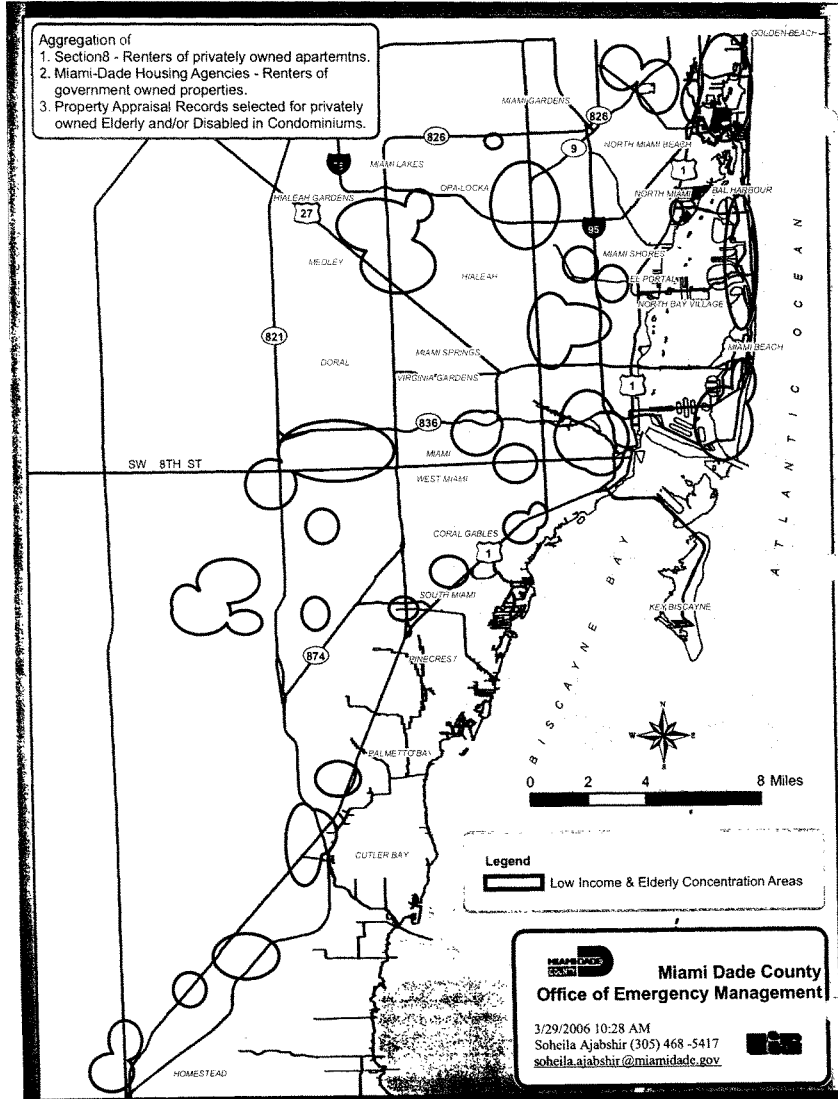 GOLDEN BEACH
Aggregation of
1. Section8 - Renters of privately owned apartemtns.
2. Miami-Dade Housing Agencies - Renters of
government owned properties.
3. Property Appraisal Records selected for privately
owned Elderly and/or Disabled in Condominiums.
MIAMI GARDENS
826
826
9
NORTH MIAMI BEACH
MIAMI LAKES
1
OPA-LOCKA
NORTH MIAMI
BAL HARBOUR
HIALEAH GARDENS
27
95
MIAMI SHORES
MEDLEY
HIALEAH
EL PORTAL
NORTH BAY VILLAGE
821
MIAMI BEACH
DORAL
MIAMI SPRINGS
VIRGINIA GARDENS
1
836
MIAMI
SW 8TH ST
WEST MIAMI
ATLANTIC OCEAN
CORAL GABLES
1
SOUTH MIAMI
KEY BISCAYNE
874
PINECREST
BISCAYNE BAY
N
W E
S
PALMETTO BAY
0 2 4 8 Miles
CUTLER BAY
Legend
Low Income & Elderly Concentration Areas
MIAMI-DADE
COUNTY
Miami Dade County
Office of Emergency Management
3/29/2006 10:28 AM
Soheila Ajabshir (305) 468 -5417
soheila.ajabshir@miamidade.gov
HOMESTEAD